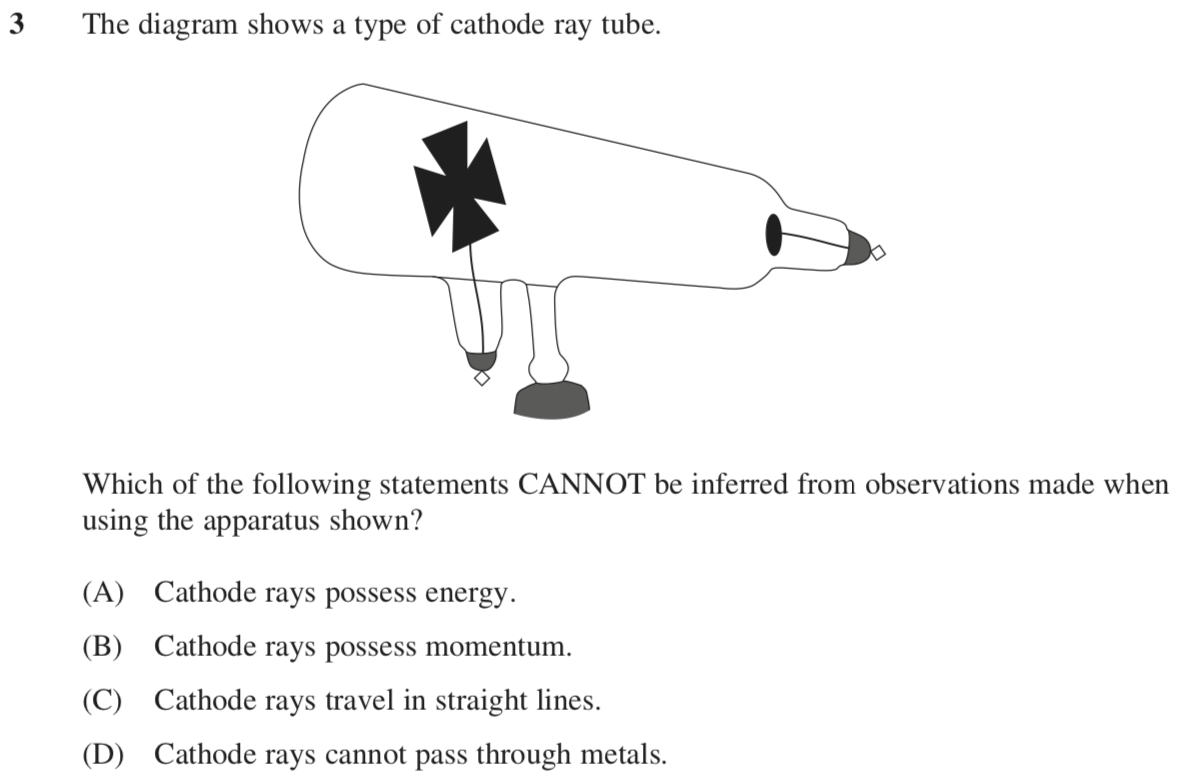 3 The diagram shows a type of cathode ray tube.
Which of the following statements CANNOT be inferred from observations made when
using the apparatus shown?
(A) Cathode rays possess energy.
(B) Cathode rays possess momentum.
(C) Cathode rays travel in straight lines.
(D) Cathode rays cannot pass through metals.